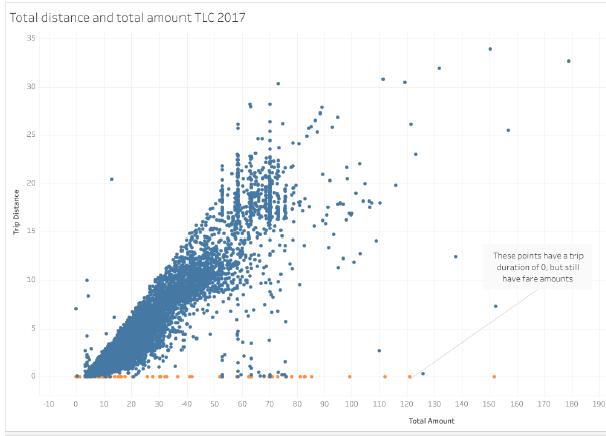 Total distance and total amount TLC 2017
35
30
25
20
15
10
5
0
Trip Distance
These points have a trip
duration of 0, but still
have fare amounts
-10 0 10 20 30 40 50 60 70 80 90 100 110 120 130 140 150 160 170 180 190
Total Amount